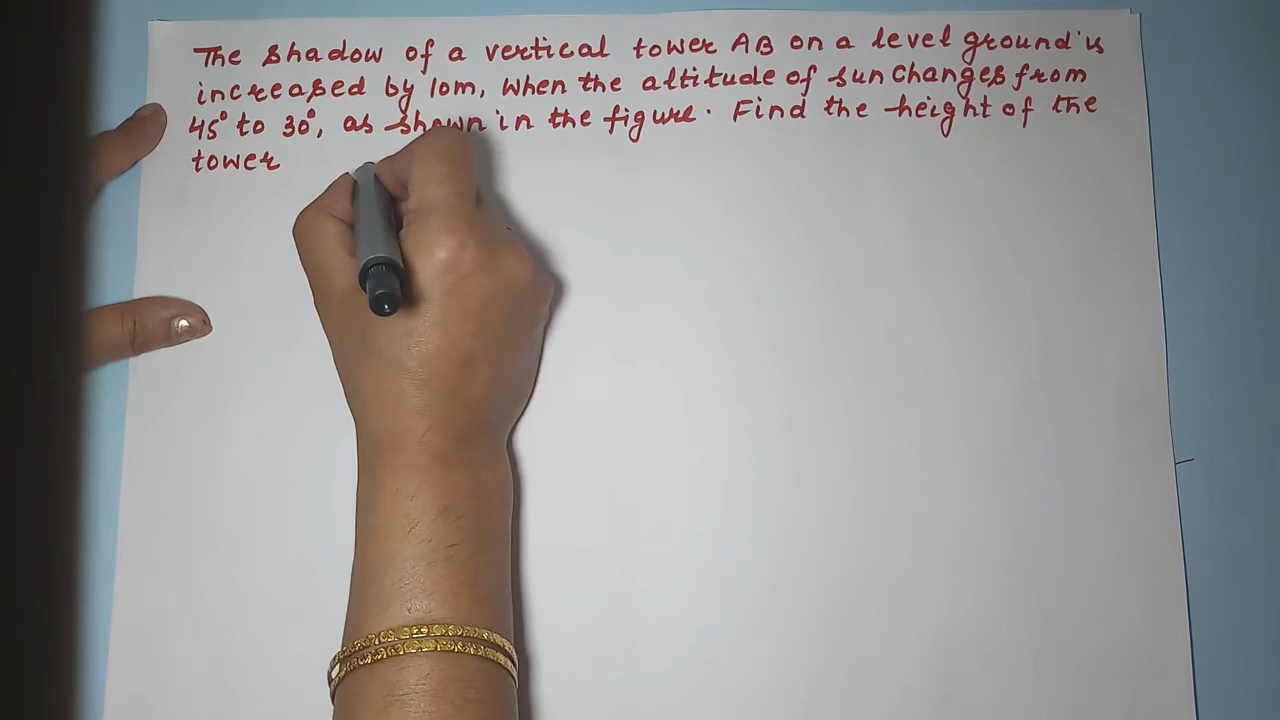 The shadow of a vertical tower AB on a level ground is
increased by 10m, when the altitude of sun changes from
45° to 30°, as shown in the figure. Find the height of the
tower